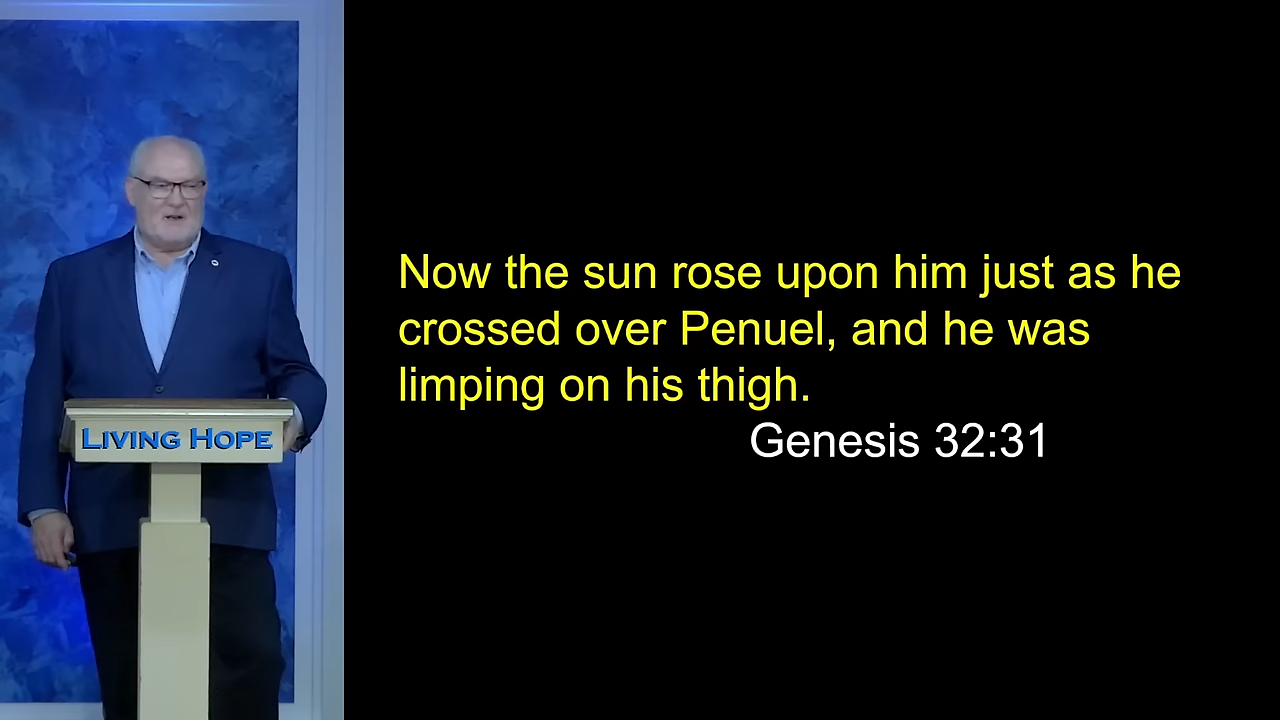 LIVING HOPE
Now the sun rose upon him just as he
crossed over Penuel, and he was
limping on his thigh.
Genesis 32:31